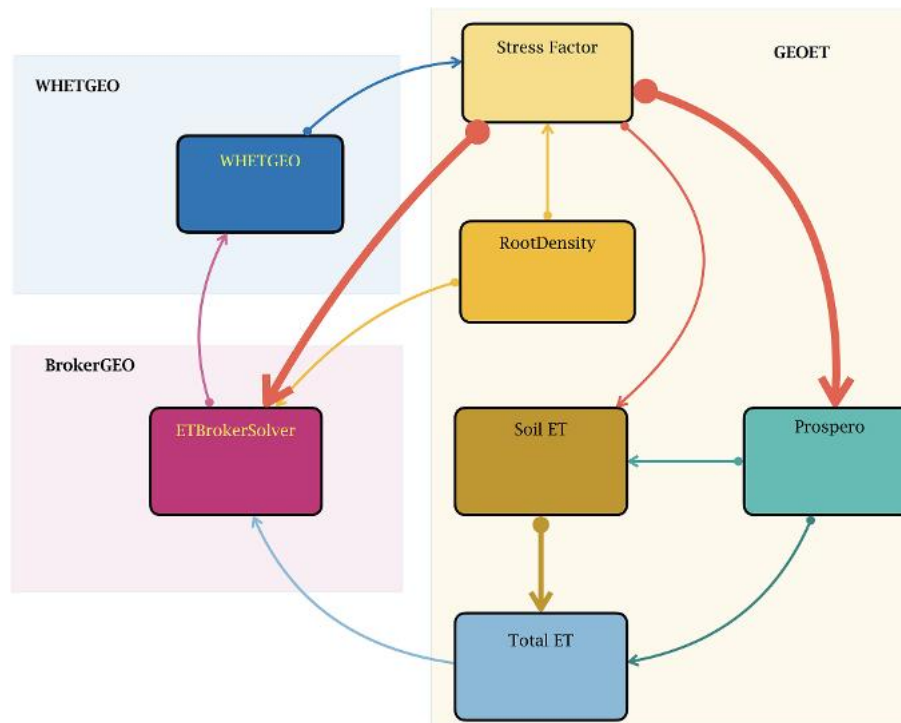 Stress Factor
GEOET
WHETGEO
WHETGEO
RootDensity
BrokerGEO
ETBrokerSolver
Soil ET
Prospero
Total ET